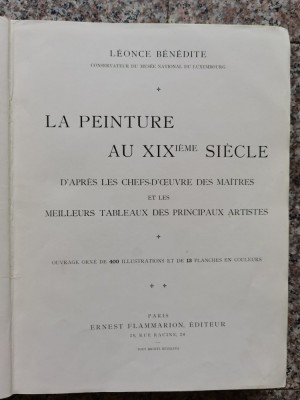 LÉONCE BÉNÉDITE
CONSERVATEUR DU MUSÉE NATIONAL DU LUXEMBOURG
LA PEINTURE
AU XIXIÈME SIÈCLE
D'APRÈS LES CHEFS-D'ŒUVRE DES MAITRES
ET LES
MEILLEURS TABLEAUX DES PRINCIPAUX ARTISTES
OUVRAGE ORNÉ DE 400 ILLUSTRATIONS ET DE 13 PLANCHES EN COULEURS
PARIS
ERNEST FLAMMARION, ÉDITEUR
26, RUE RACINE, 26